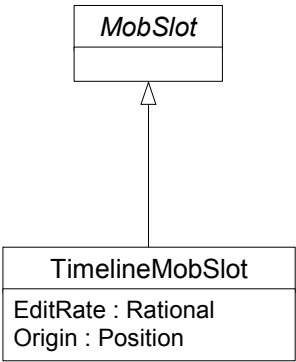 MobSlot
TimelineMobSlot
EditRate : Rational
Origin : Position